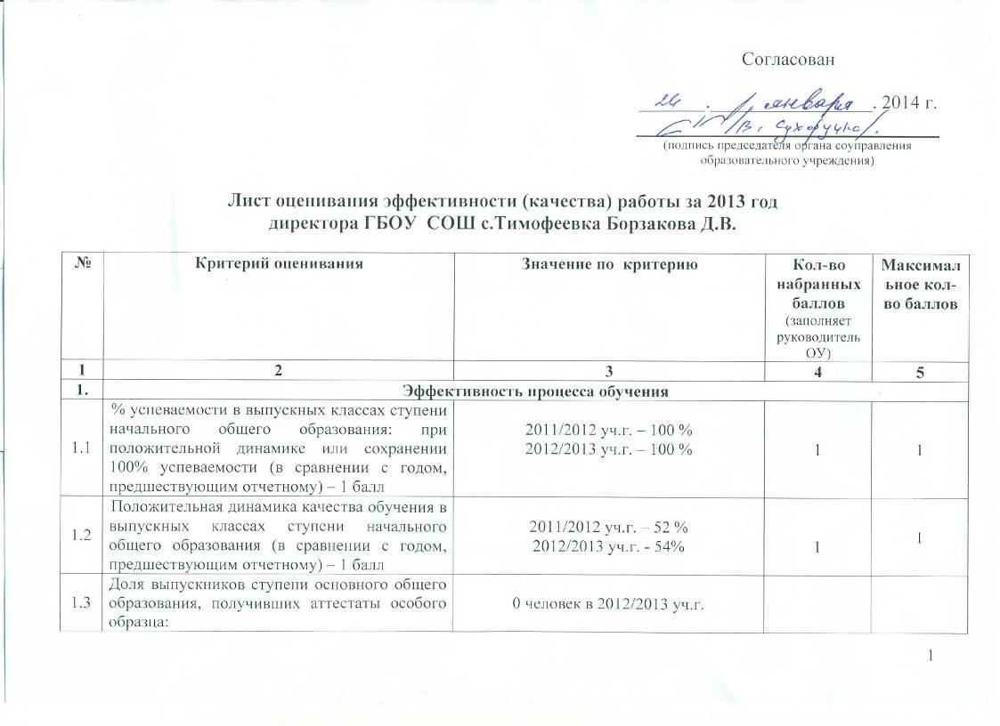 Согласован
января . 2014 г.
(подпись председателя органа соуправления
образовательного учреждения)
Лист оценивания эффективности (качества) работы за 2013 год
директора ГБОУ СОШ с.Тимофеевка Борзакова Д.В.
№ Критерий оценивания Значение по критерию Кол-во Максимал
набранных ьное кол-
баллов во баллов
(заполняет
руководитель
ОУ)
1 2 3 4 5
1. Эффективность процесса обучения
% успеваемости в выпускных классах ступени
начального общего образования: при 2011/2012 уч.г. – 100 %
1.1 положительной динамике или сохранении 2012/2013 уч.г. – 100 % 1 1
100% успеваемости (в сравнении с годом,
предшествующим отчетному) – 1 балл
Положительная динамика качества обучения в
1.2 выпускных классах ступени начального 2011/2012 уч.г. – 52 % 1
общего образования (в сравнении с годом, 2012/2013 уч.г. - 54% 1
предшествующим отчетному) – 1 балл
Доля выпускников ступени основного общего
1.3 образования, получивших аттестаты особого 0 человек в 2012/2013 уч.г.
образца:
1